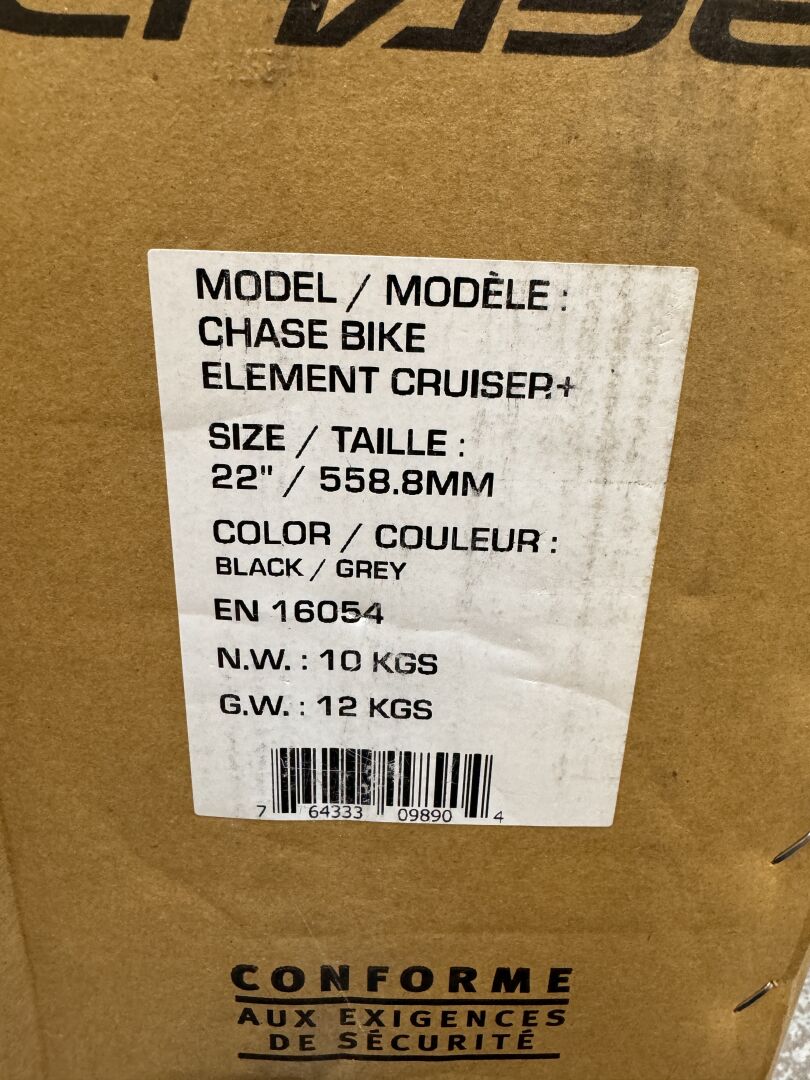 MODEL / MODÈLE :
CHASE BIKE
ELEMENT CRUISER+
SIZE / TAILLE :
22" / 558.8MM
COLOR / COULEUR :
BLACK / GREY
EN 16054
N.W. : 10 KGS
G.W. : 12 KGS
7 64333 09890 4
CONFORME
AUX EXIGENCES
DE SÉCURITÉ